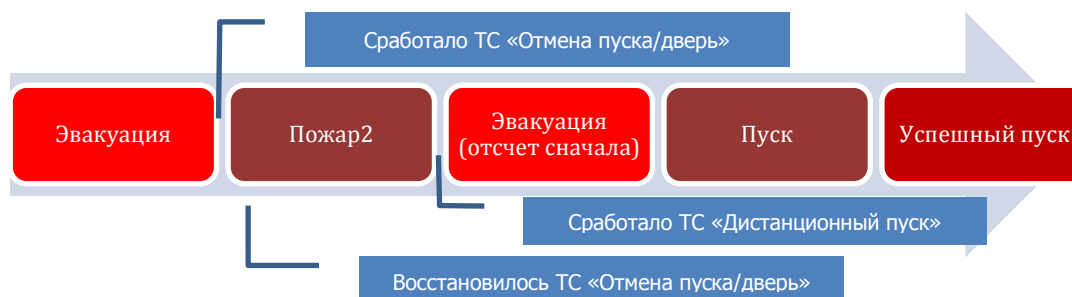 Сработало ТС «Отмена пуска/дверь»
Эвакуация
Пожар2
Эвакуация
(отсчет сначала)
Пуск
Успешный пуск
Сработало ТС «Дистанционный пуск»
Восстановилось ТС «Отмена пуска/дверь»